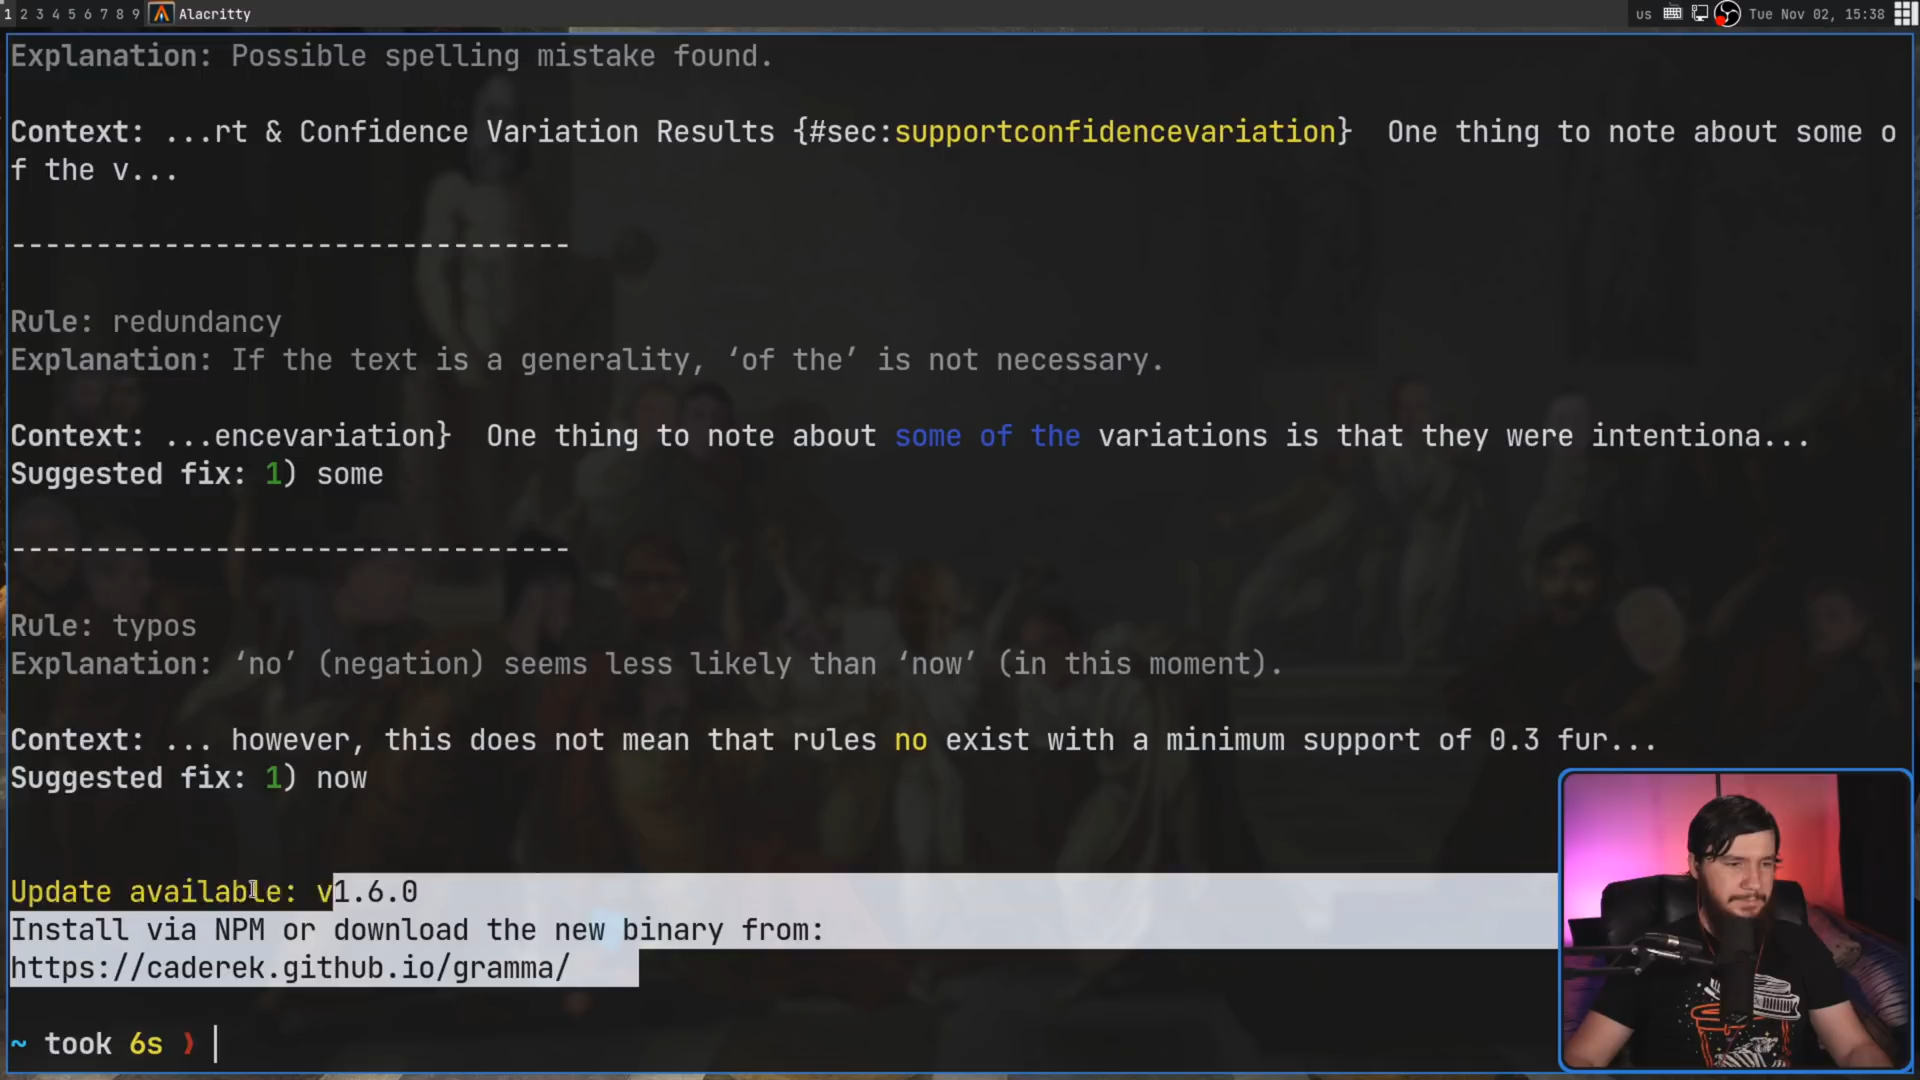 1 2 3 4 5 6 7 8 9 Alacritty us Tue Nov 02, 15:38
Explanation: Possible spelling mistake found.
Context: ...rt & Confidence Variation Results {#sec:supportconfidencevariation}  One thing to note about some o
f the v...
---------------------------------
Rule: redundancy
Explanation: If the text is a generality, ‘of the’ is not necessary.
Context: ...encevariation}  One thing to note about some of the variations is that they were intentiona...
Suggested fix: 1) some
---------------------------------
Rule: typos
Explanation: ‘no’ (negation) seems less likely than ‘now’ (in this moment).
Context: ... however, this does not mean that rules no exist with a minimum support of 0.3 fur...
Suggested fix: 1) now
Update available: v1.6.0
Install via NPM or download the new binary from:
https://caderek.github.io/gramma/
~ took 6s ❯